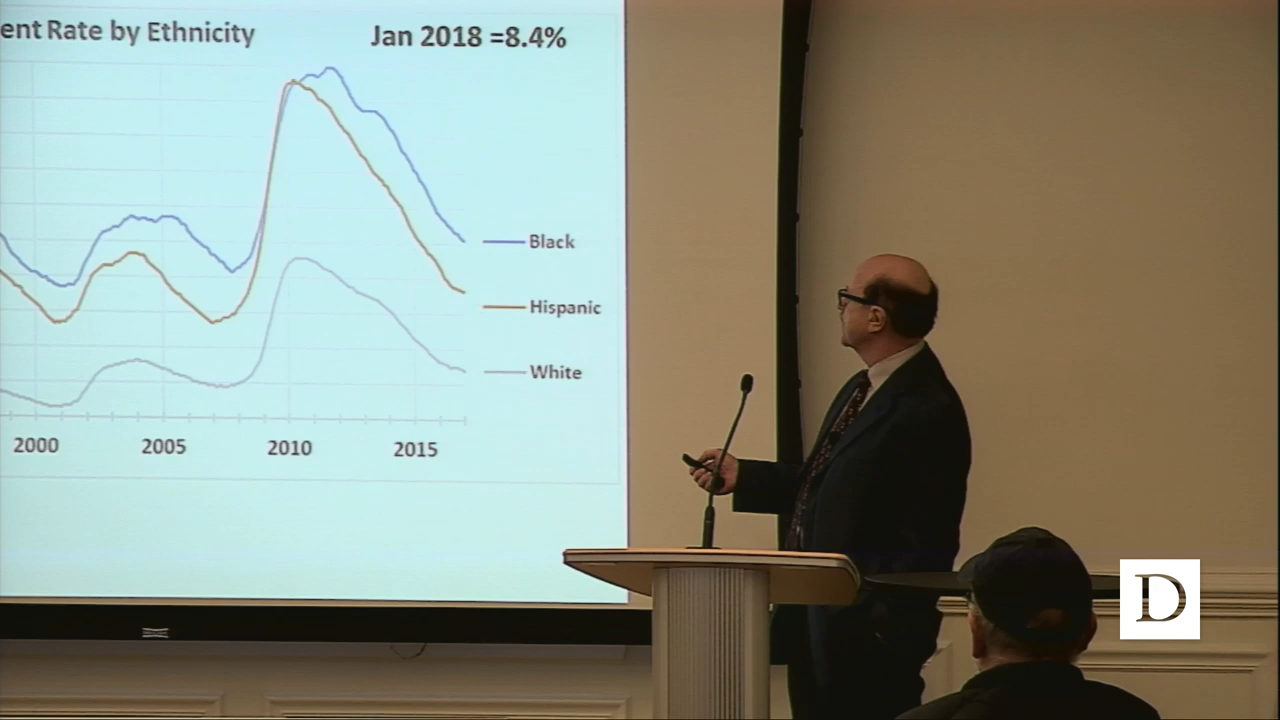 ent Rate by Ethnicity
Jan 2018 =8.4%
Black
Hispanic
White
2000 2005 2010 2015
D